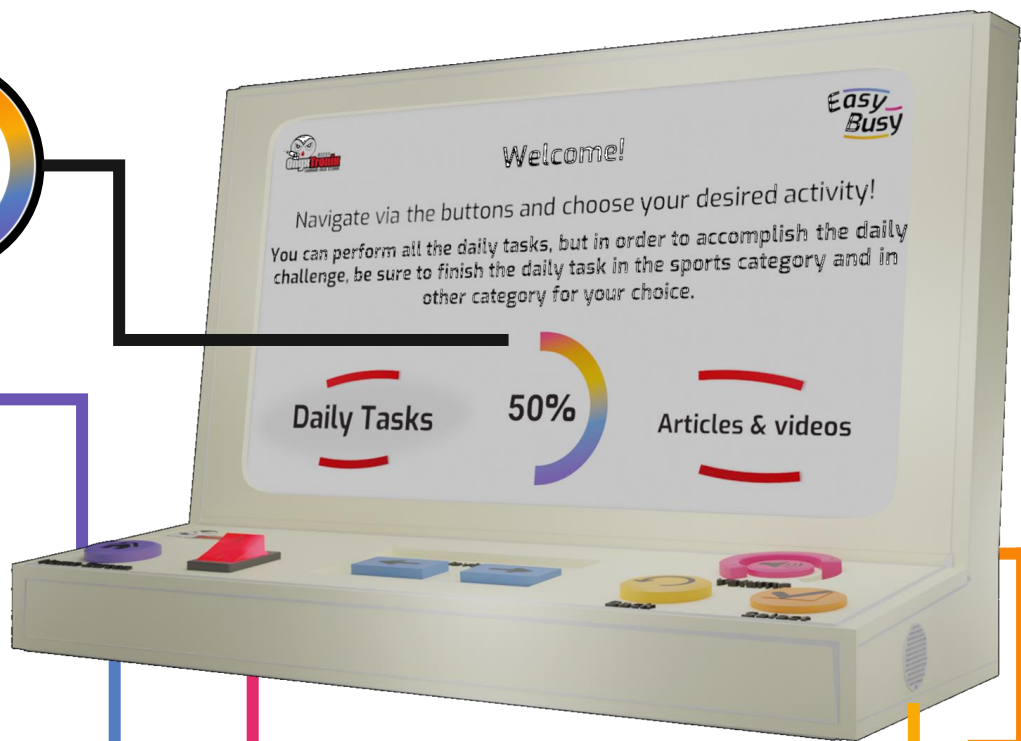 Easy
Busy
Welcome!
Navigate via the buttons and choose your desired activity!
You can perform all the daily tasks, but in order to accomplish the daily
challenge, be sure to finish the daily task in the sports category and in
other category for your choice.
Daily Tasks
50%
Articles & videos
Back
Select